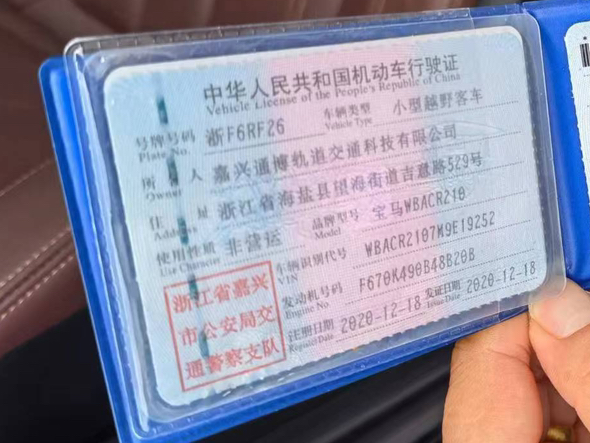 中华人民共和国机动车行驶证
Vehicle License of the People's Republic of China
号牌号码 浙F6RF26 车辆类型 小型越野客车
Plate No. Vehicle Type
所有人 嘉兴通博轨道交通科技有限公司
Owner
住址 浙江省海盐县望海街道吉意路529号
Address
使用性质 非营运 品牌型号 宝马WBACR210
Use Character Model
浙江省嘉兴
市公安局交
通警察支队
车辆识别代号 WBACR2107M9E19252
VIN
发动机号码 F670K490B48B20B
Engine No.
注册日期 2020-12-18 发证日期 2020-12-18
Register Date Issue Date